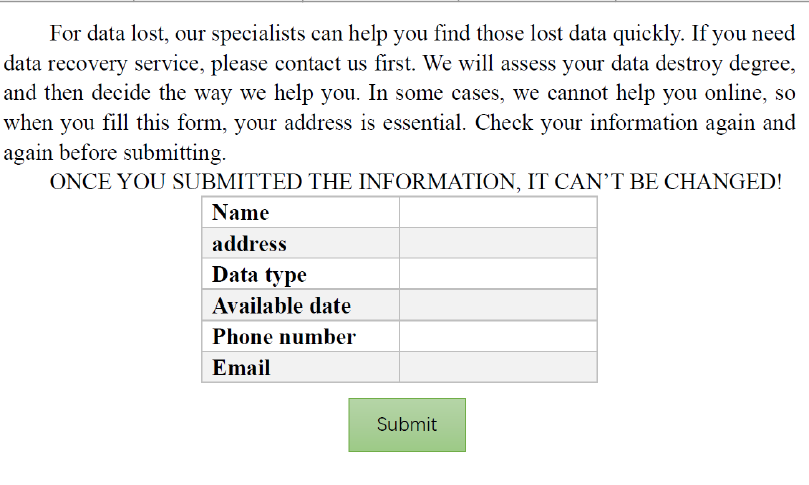 For data lost, our specialists can help you find those lost data quickly. If you need
data recovery service, please contact us first. We will assess your data destroy degree,
and then decide the way we help you. In some cases, we cannot help you online, so
when you fill this form, your address is essential. Check your information again and
again before submitting.
ONCE YOU SUBMITTED THE INFORMATION, IT CAN’T BE CHANGED!
Name
address
Data type
Available date
Phone number
Email
Submit